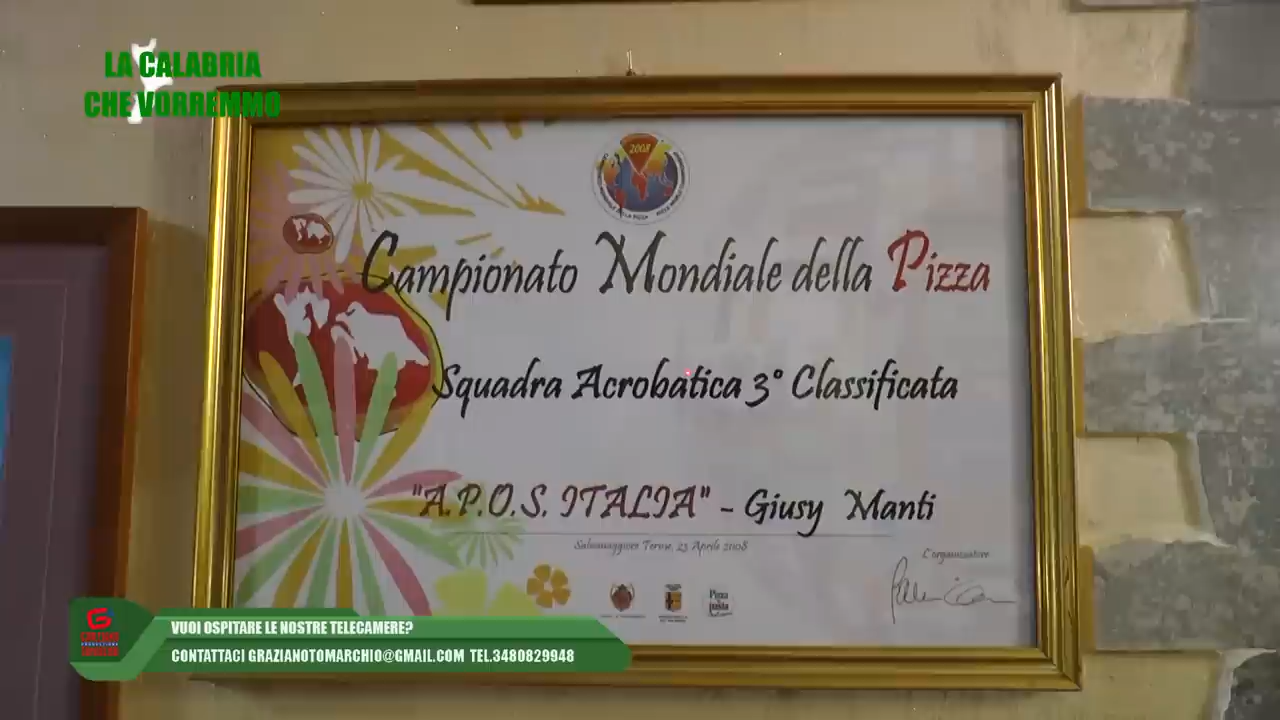 LA CALABRIA
CHE VORREMMO
2008
Campionato Mondiale della Pizza
Squadra Acrobatica 3° Classificata
"A.P.O.S. ITALIA" - Giusy Manti
Salsomaggiore Terme, 23 Aprile 2008
L'organizzatore
Pizza
VUOI OSPITARE LE NOSTRE TELECAMERE?
CONTATTACI GRAZIANOTOMARCHIO@GMAIL.COM TEL.3480829948